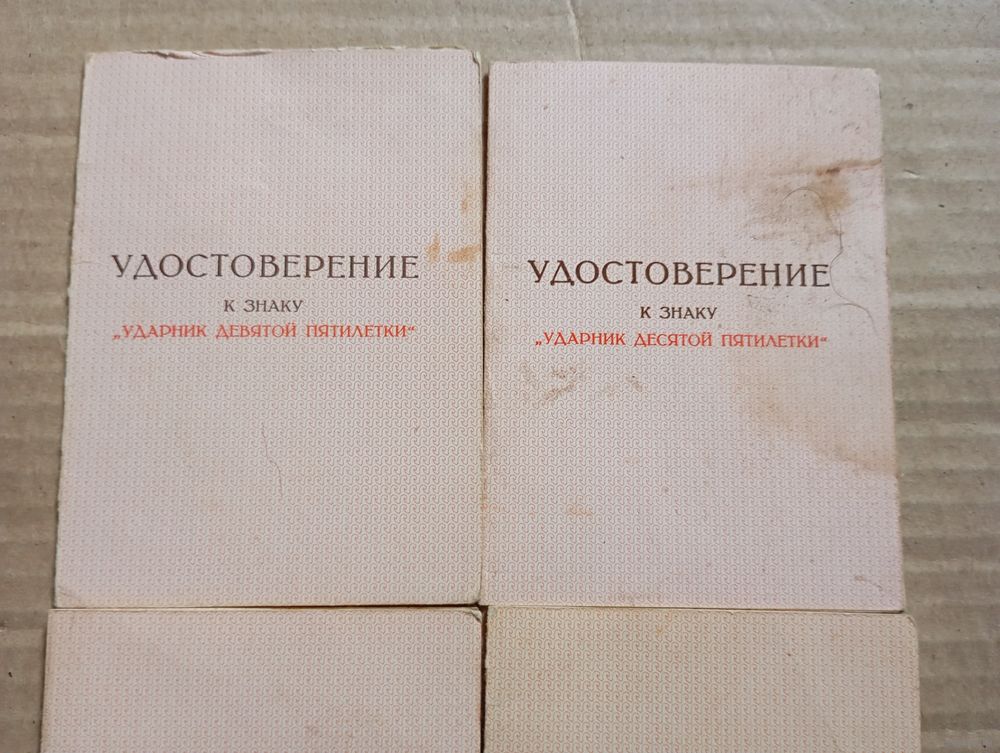 УДОСТОВЕРЕНИЕ
К ЗНАКУ
„УДАРНИК ДЕВЯТОЙ ПЯТИЛЕТКИ“
УДОСТОВЕРЕНИЕ
К ЗНАКУ
„УДАРНИК ДЕСЯТОЙ ПЯТИЛЕТКИ“